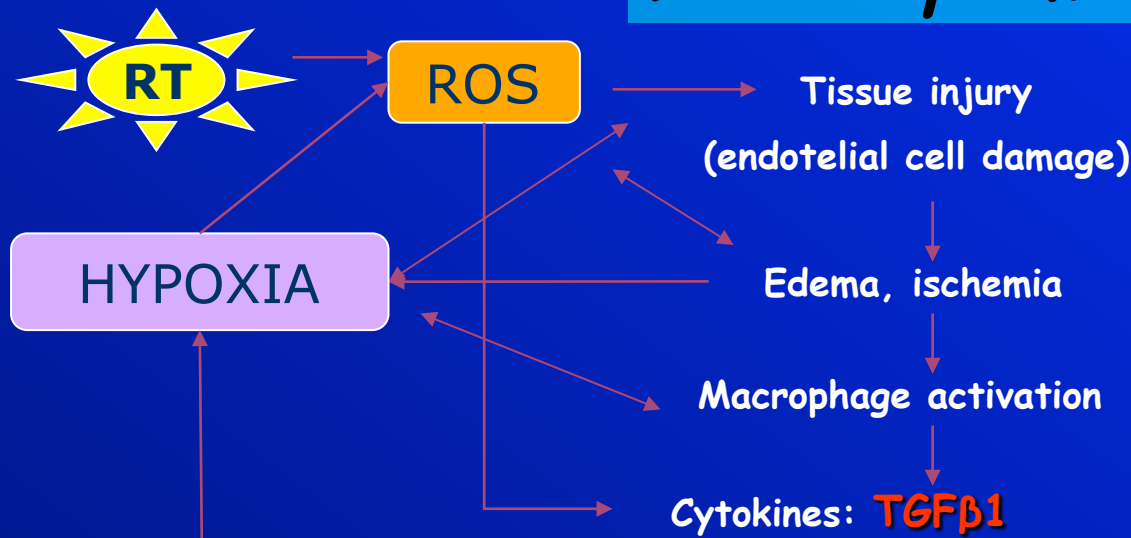 RT
ROS
Tissue injury
(endotelial cell damage)
HYPOXIA
Edema, ischemia
Macrophage activation
Cytokines: TGFβ1